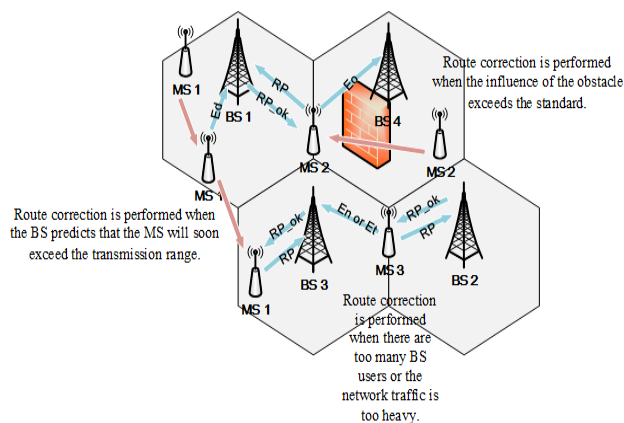 MS 1
BS 1
Ed
RP
RP_ok
Eo
BS 4
Route correction is performed
when the influence of the obstacle
exceeds the standard.
MS 2
MS 2
MS 1
Route correction is performed when
the BS predicts that the MS will soon
exceed the transmission range.
RP_ok
RP
En or Et
RP_ok
RP
MS 1
BS 3
MS 3
BS 2
Route correction
is performed
when there are
too many BS
users or the
network traffic is
too heavy.